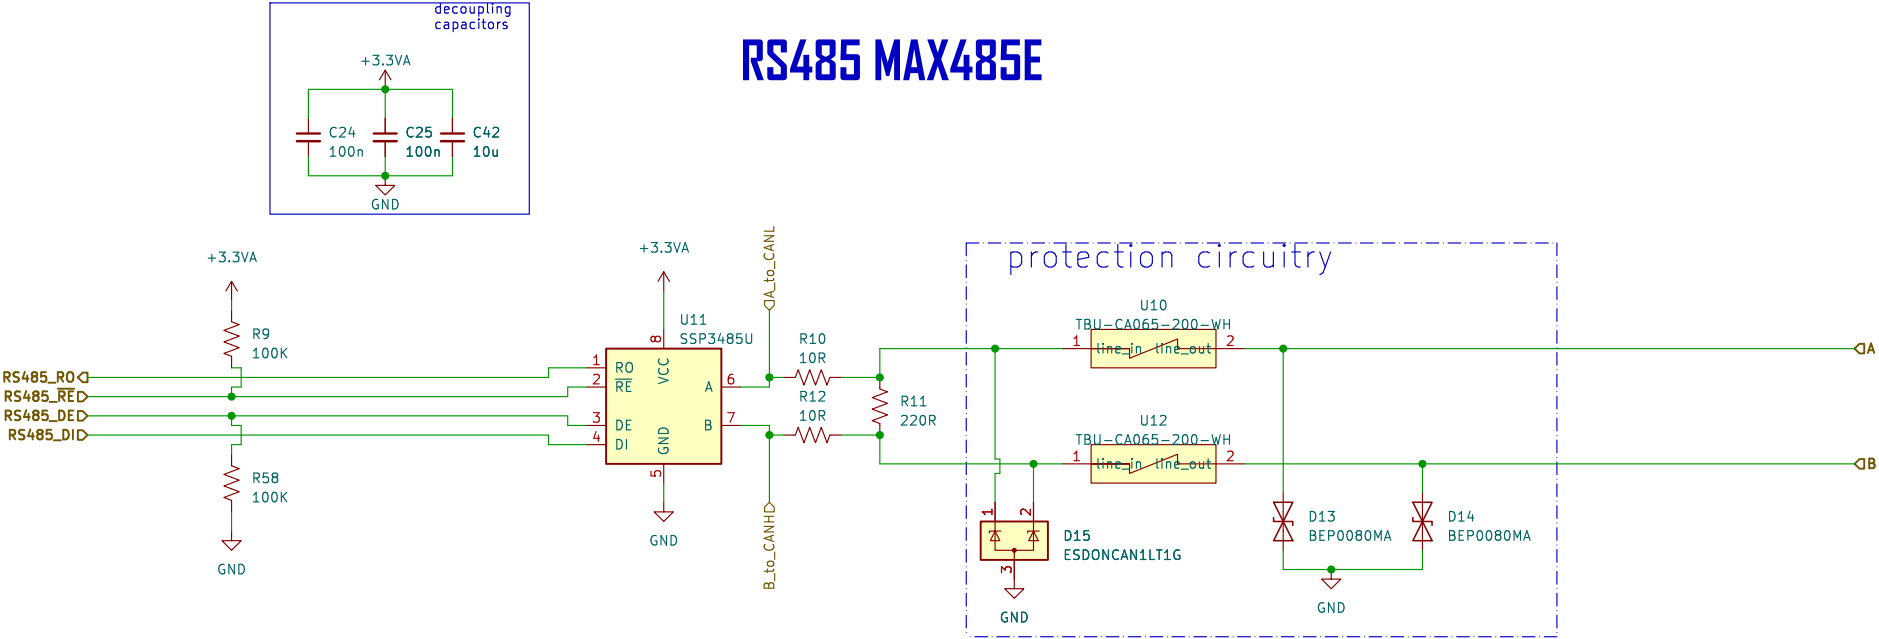 decoupling
capacitors
RS485 MAX485E
+3.3VA
C24
100n
C25
100n
C42
10u
GND
+3.3VA
R9
100K
RS485_RO
RS485_RE
RS485_DE
RS485_DI
R58
100K
GND
+3.3VA
U11
SSP3485U
8
VCC
1
RO
2
RE
3
DE
4
DI
A
6
B
7
GND
5
GND
A_to_CANL
B_to_CANH
R10
10R
R12
10R
R11
220R
protection circuitry
U10
TBU-CA065-200-WH
1
line_in
line_out
2
U12
TBU-CA065-200-WH
1
line_in
line_out
2
1
2
3
D15
ESDONCAN1LT1G
GND
D13
BEP0080MA
D14
BEP0080MA
GND
A
B